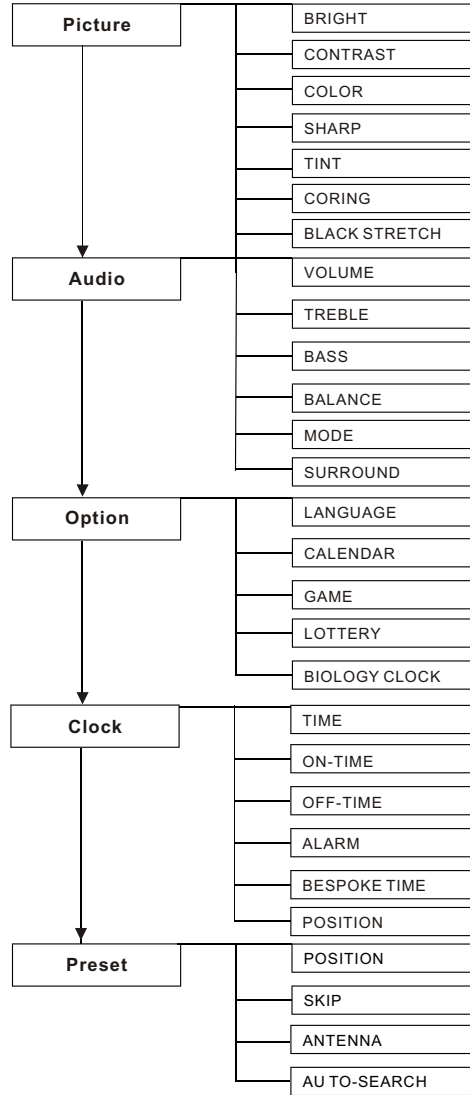 Picture
BRIGHT
CONTRAST
COLOR
SHARP
TINT
CORING
BLACK STRETCH
Audio
VOLUME
TREBLE
BASS
BALANCE
MODE
SURROUND
Option
LANGUAGE
CALENDAR
GAME
LOTTERY
BIOLOGY CLOCK
Clock
TIME
ON-TIME
OFF-TIME
ALARM
BESPOKE TIME
POSITION
Preset
POSITION
SKIP
ANTENNA
AU TO-SEARCH